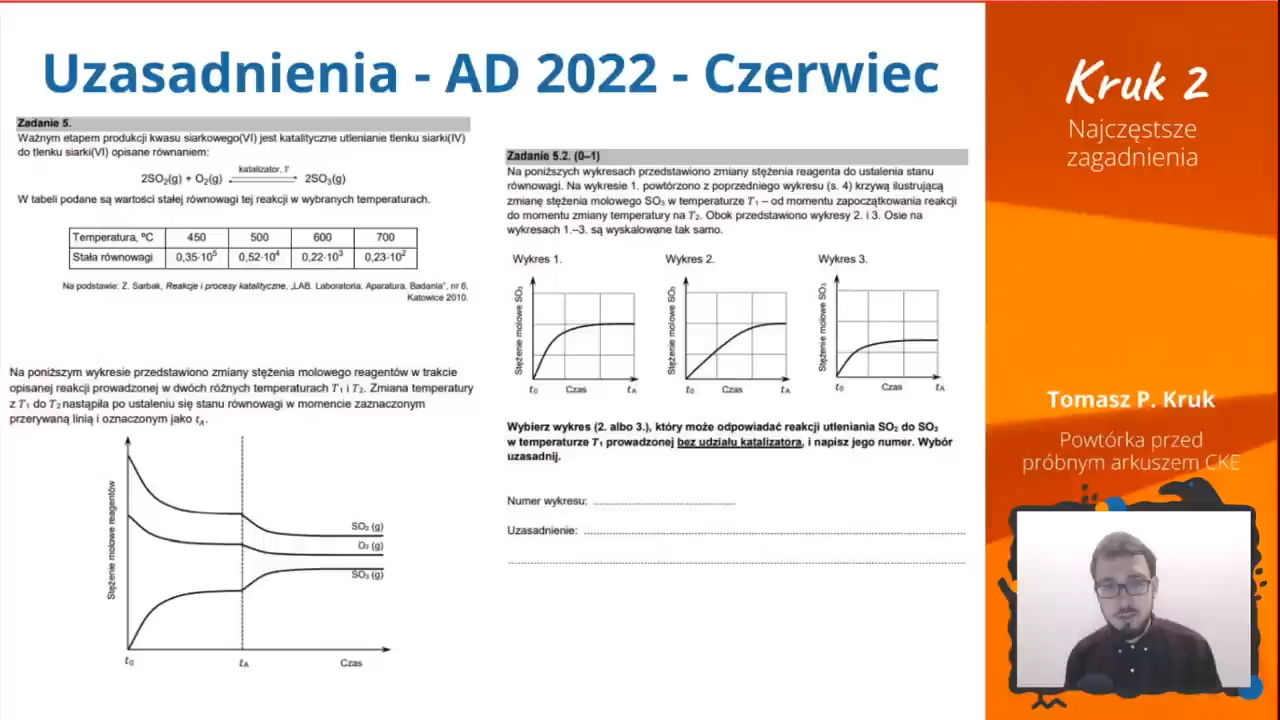 Uzasadnienia - AD 2022 - Czerwiec
Zadanie 5.
Ważnym etapem produkcji kwasu siarkowego(VI) jest katalityczne utlenianie tlenku siarki(IV)
do tlenku siarki(VI) opisane równaniem:
katalizator, T
2SO₂(g) + O₂(g) 2SO₃(g)
W tabeli podane są wartości stałej równowagi tej reakcji w wybranych temperaturach.
Temperatura, ºC 450 500 600 700
Stała równowagi 0,35·10⁵ 0,52·10⁴ 0,22·10³ 0,23·10²
Na podstawie: Z. Sarbak, Reakcje i procesy katalityczne, „LAB. Laboratoria. Aparatura. Badania”, nr 6,
Katowice 2010.
Na poniższym wykresie przedstawiono zmiany stężenia molowego reagentów w trakcie
opisanej reakcji prowadzonej w dwóch różnych temperaturach T₁ i T₂. Zmiana temperatury
z T₁ do T₂ nastąpiła po ustaleniu się stanu równowagi w momencie zaznaczonym
przerywaną linią i oznaczonym jako tA.
Stężenie molowe reagentów
SO₂ (g)
O₂ (g)
SO₃ (g)
t₀ tA Czas
Zadanie 5.2. (0–1)
Na poniższych wykresach przedstawiono zmiany stężenia reagenta do ustalenia stanu
równowagi. Na wykresie 1. powtórzono z poprzedniego wykresu (s. 4) krzywą ilustrującą
zmianę stężenia molowego SO₃ w temperaturze T₁ – od momentu zapoczątkowania reakcji
do momentu zmiany temperatury na T₂. Obok przedstawiono wykresy 2. i 3. Osie na
wykresach 1.–3. są wyskalowane tak samo.
Wykres 1. Wykres 2. Wykres 3.
Stężenie molowe SO₃
Stężenie molowe SO₃
Stężenie molowe SO₃
t₀ Czas tA t₀ Czas tA t₀ Czas tA
Wybierz wykres (2. albo 3.), który może odpowiadać reakcji utleniania SO₂ do SO₃
w temperaturze T₁ prowadzonej bez udziału katalizatora, i napisz jego numer. Wybór
uzasadnij.
Numer wykresu:
Uzasadnienie:
Kruk 2
Najczęstsze
zagadnienia
Tomasz P. Kruk
Powtórka przed
próbnym arkuszem CKE